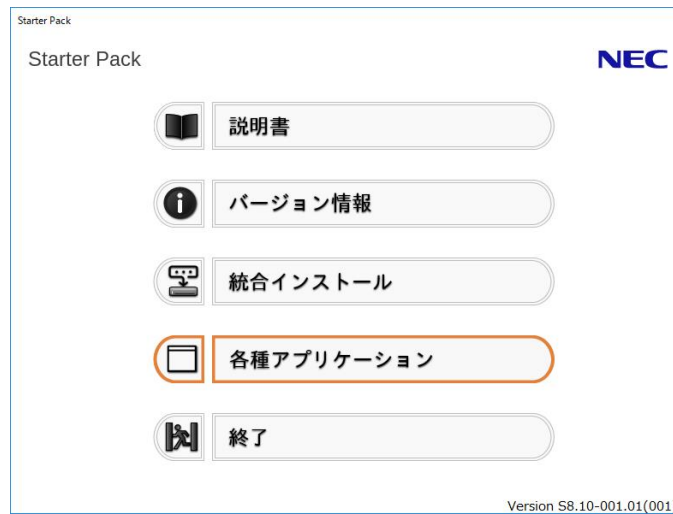 Starter Pack
Starter Pack
NEC
説明書
バージョン情報
統合インストール
各種アプリケーション
終了
Version S8.10-001.01(001